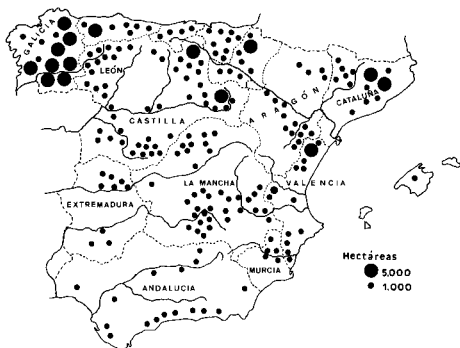 GALICIA
LEÓN
CASTILLA
ARAGÓN
CATALUÑA
LA MANCHA
VALENCIA
EXTREMADURA
MURCIA
ANDALUCIA
Hectáreas
5.000
1.000